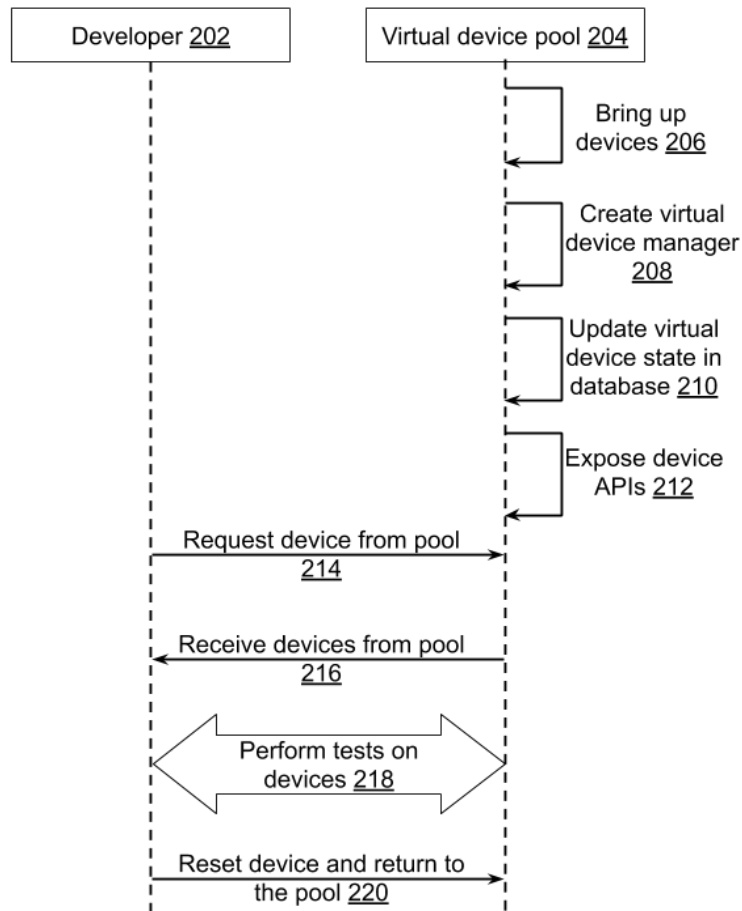 Developer 202
Virtual device pool 204
Bring up
devices 206
Create virtual
device manager
208
Update virtual
device state in
database 210
Expose device
APIs 212
Request device from pool
214
Receive devices from pool
216
Perform tests on
devices 218
Reset device and return to
the pool 220